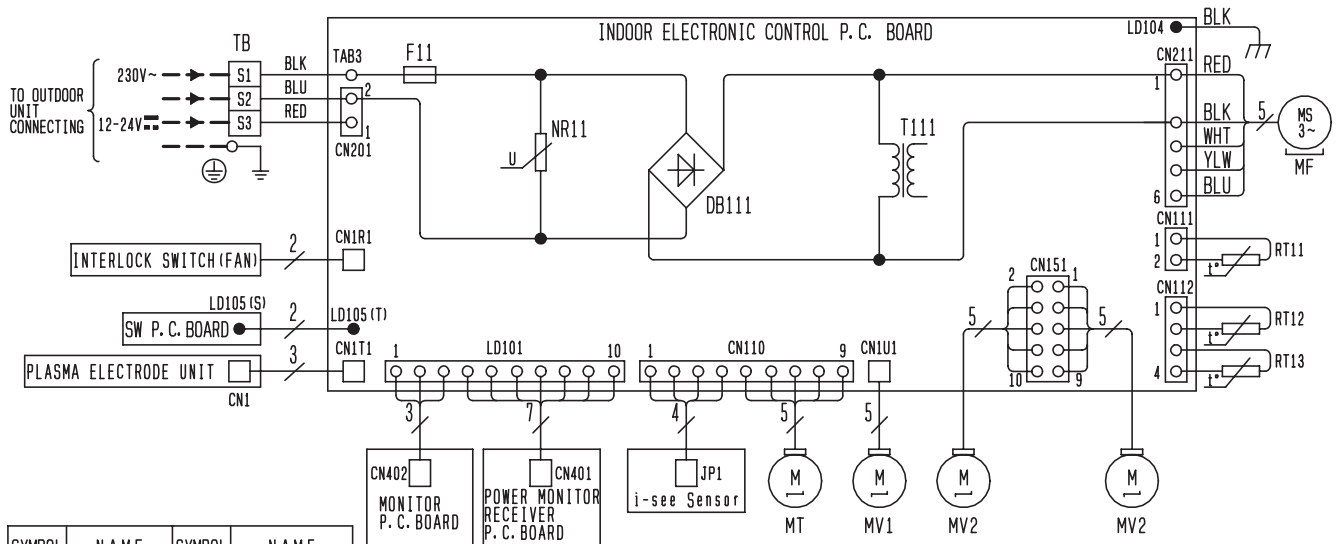 INDOOR ELECTRONIC CONTROL P.C. BOARD
LD104
BLK
TB
TAB3
F11
CN211
TO OUTDOOR
UNIT
CONNECTING
230V~
S1
BLK
1
RED
S2
BLU
2
12-24V
S3
RED
1
CN201
NR11
U
DB111
T111
BLK
5
MS
3~
MF
WHT
YLW
6
BLU
INTERLOCK SWITCH(FAN)
2
CN1R1
CN111
1
2
t°
RT11
SW P.C.BOARD
LD105(S)
2
LD105(T)
CN112
1
t°
RT12
4
t°
RT13
PLASMA ELECTRODE UNIT
CN1
3
CN1T1
1
LD101
10
1
CN110
9
CN1U1
2
CN151
1
10
9
5
5
3
7
4
5
5
CN402
MONITOR
P.C.BOARD
CN401
POWER MONITOR
RECEIVER
P.C.BOARD
JP1
i-see Sensor
M
MT
M
MV1
M
MV2
M
MV2
SYMBOL
NAME
SYMBOL
NAME